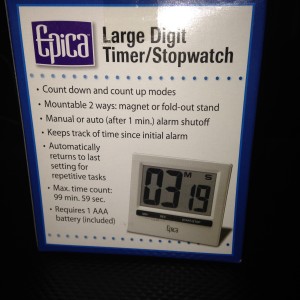 Epica
Large Digit
Timer/Stopwatch
• Count down and count up modes
• Mountable 2 ways: magnet or fold-out stand
• Manual or auto (after 1 min.) alarm shutoff
• Keeps track of time since initial alarm
• Automatically
returns to last
setting for
repetitive tasks
• Max. time count:
99 min. 59 sec.
• Requires 1 AAA
battery (included)
03 M 19 S
Epica